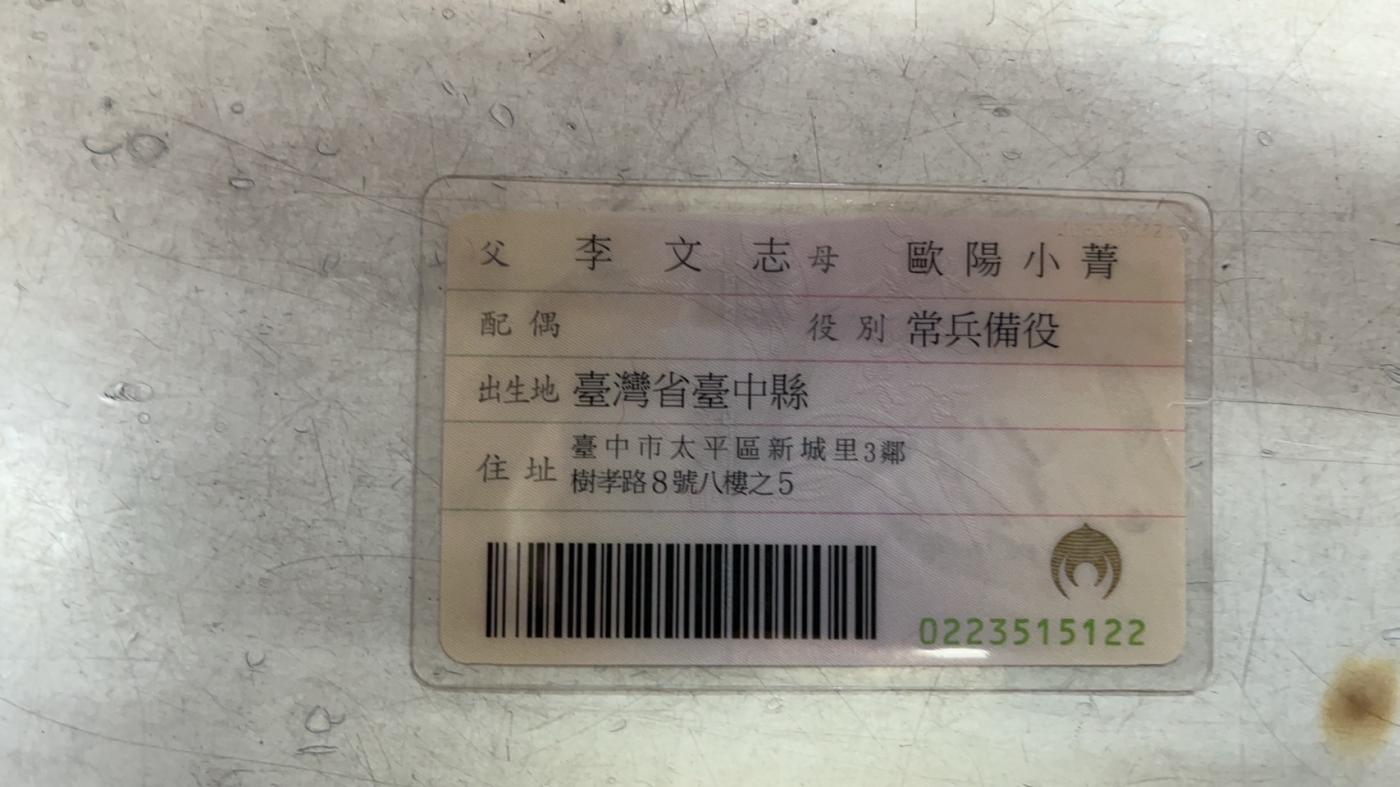 父 李文志 母 歐陽小菁
配偶 役別 常兵備役
出生地 臺灣省臺中縣
住址 臺中市太平區新城里3鄰
樹孝路8號八樓之5
0223515122